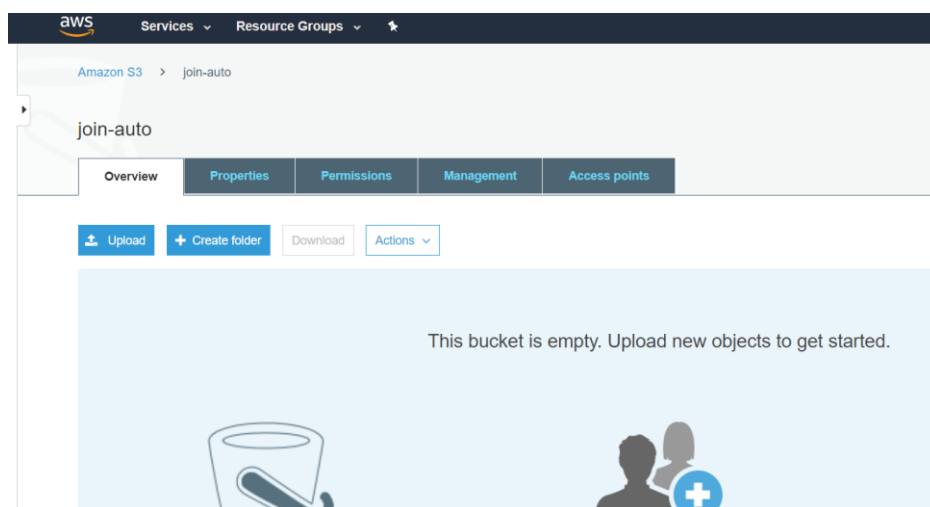 aws Services Resource Groups
Amazon S3 > join-auto
join-auto
Overview Properties Permissions Management Access points
Upload + Create folder Download Actions
This bucket is empty. Upload new objects to get started.